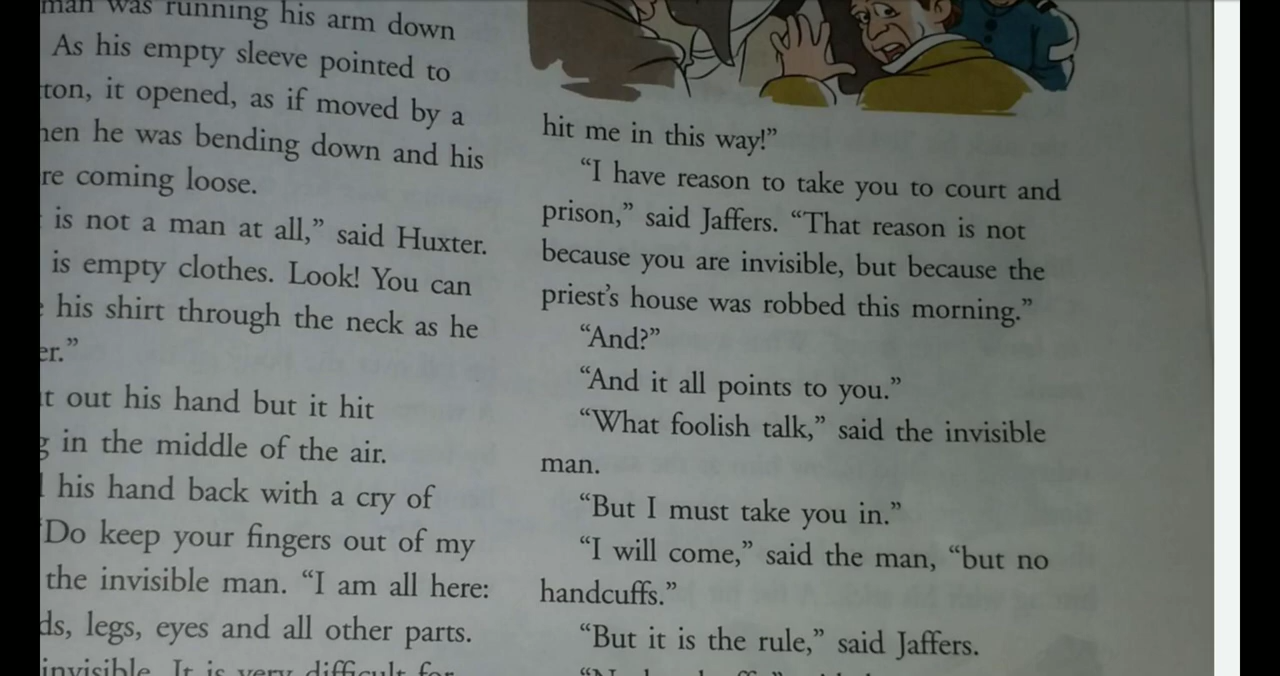 man was running his arm down
As his empty sleeve pointed to
ton, it opened, as if moved by a
he was bending down and his
re coming loose.
is not a man at all,” said Huxter.
is empty clothes. Look! You can
his shirt through the neck as he
er.”
out his hand but it hit
in the middle of the air.
his hand back with a cry of
“Do keep your fingers out of my
the invisible man. “I am all here:
ds, legs, eyes and all other parts.
invisible. It is very difficult for
hit me in this way!”
“I have reason to take you to court and
prison,” said Jaffers. “That reason is not
because you are invisible, but because the
priest’s house was robbed this morning.”
“And?”
“And it all points to you.”
“What foolish talk,” said the invisible
man.
“But I must take you in.”
“I will come,” said the man, “but no
handcuffs.”
“But it is the rule,” said Jaffers.